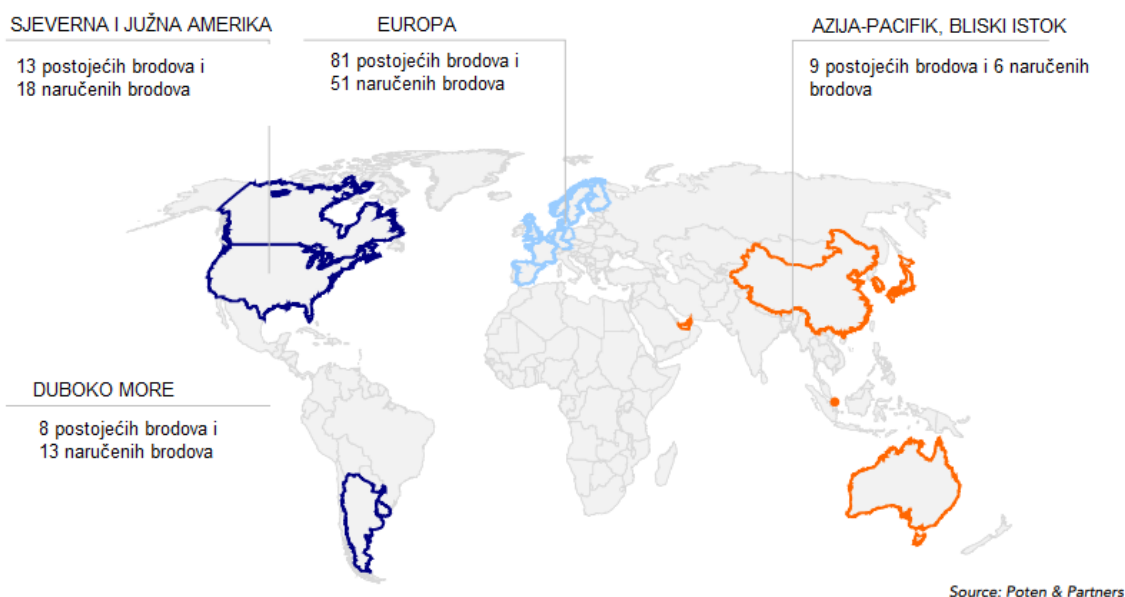 SJEVERNA I JUŽNA AMERIKA
13 postojećih brodova i
18 naručenih brodova
EUROPA
81 postojećih brodova i
51 naručenih brodova
AZIJA-PACIFIK, BLISKI ISTOK
9 postojećih brodova i 6 naručenih
brodova
DUBOKO MORE
8 postojećih brodova i
13 naručenih brodova
Source: Poten & Partners